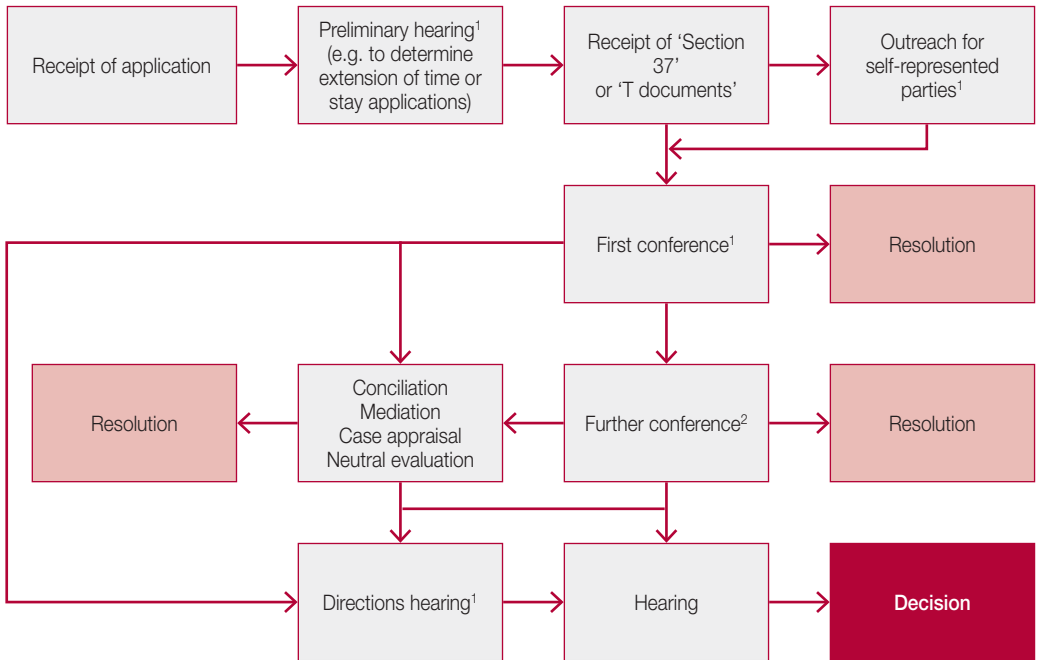 Receipt of application
Preliminary hearing¹
(e.g. to determine
extension of time or
stay applications)
Receipt of ‘Section
37’
or ‘T documents’
Outreach for
self-represented
parties¹
First conference¹
Resolution
Resolution
Conciliation
Mediation
Case appraisal
Neutral evaluation
Further conference²
Resolution
Directions hearing¹
Hearing
Decision